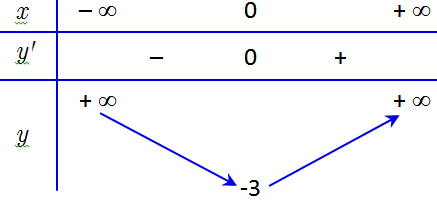 x − ∞ 0 + ∞
y′ − 0 +
+ ∞ + ∞
y
-3